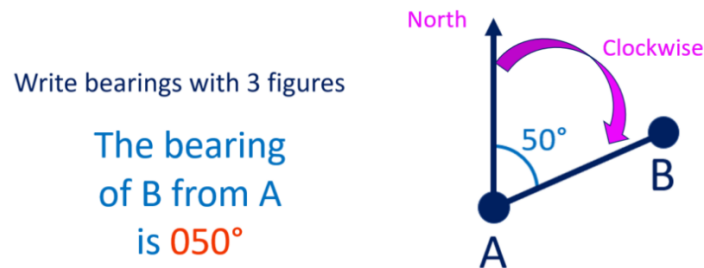 North
Clockwise
Write bearings with 3 figures
The bearing
of B from A
is 050°
50°
B
A